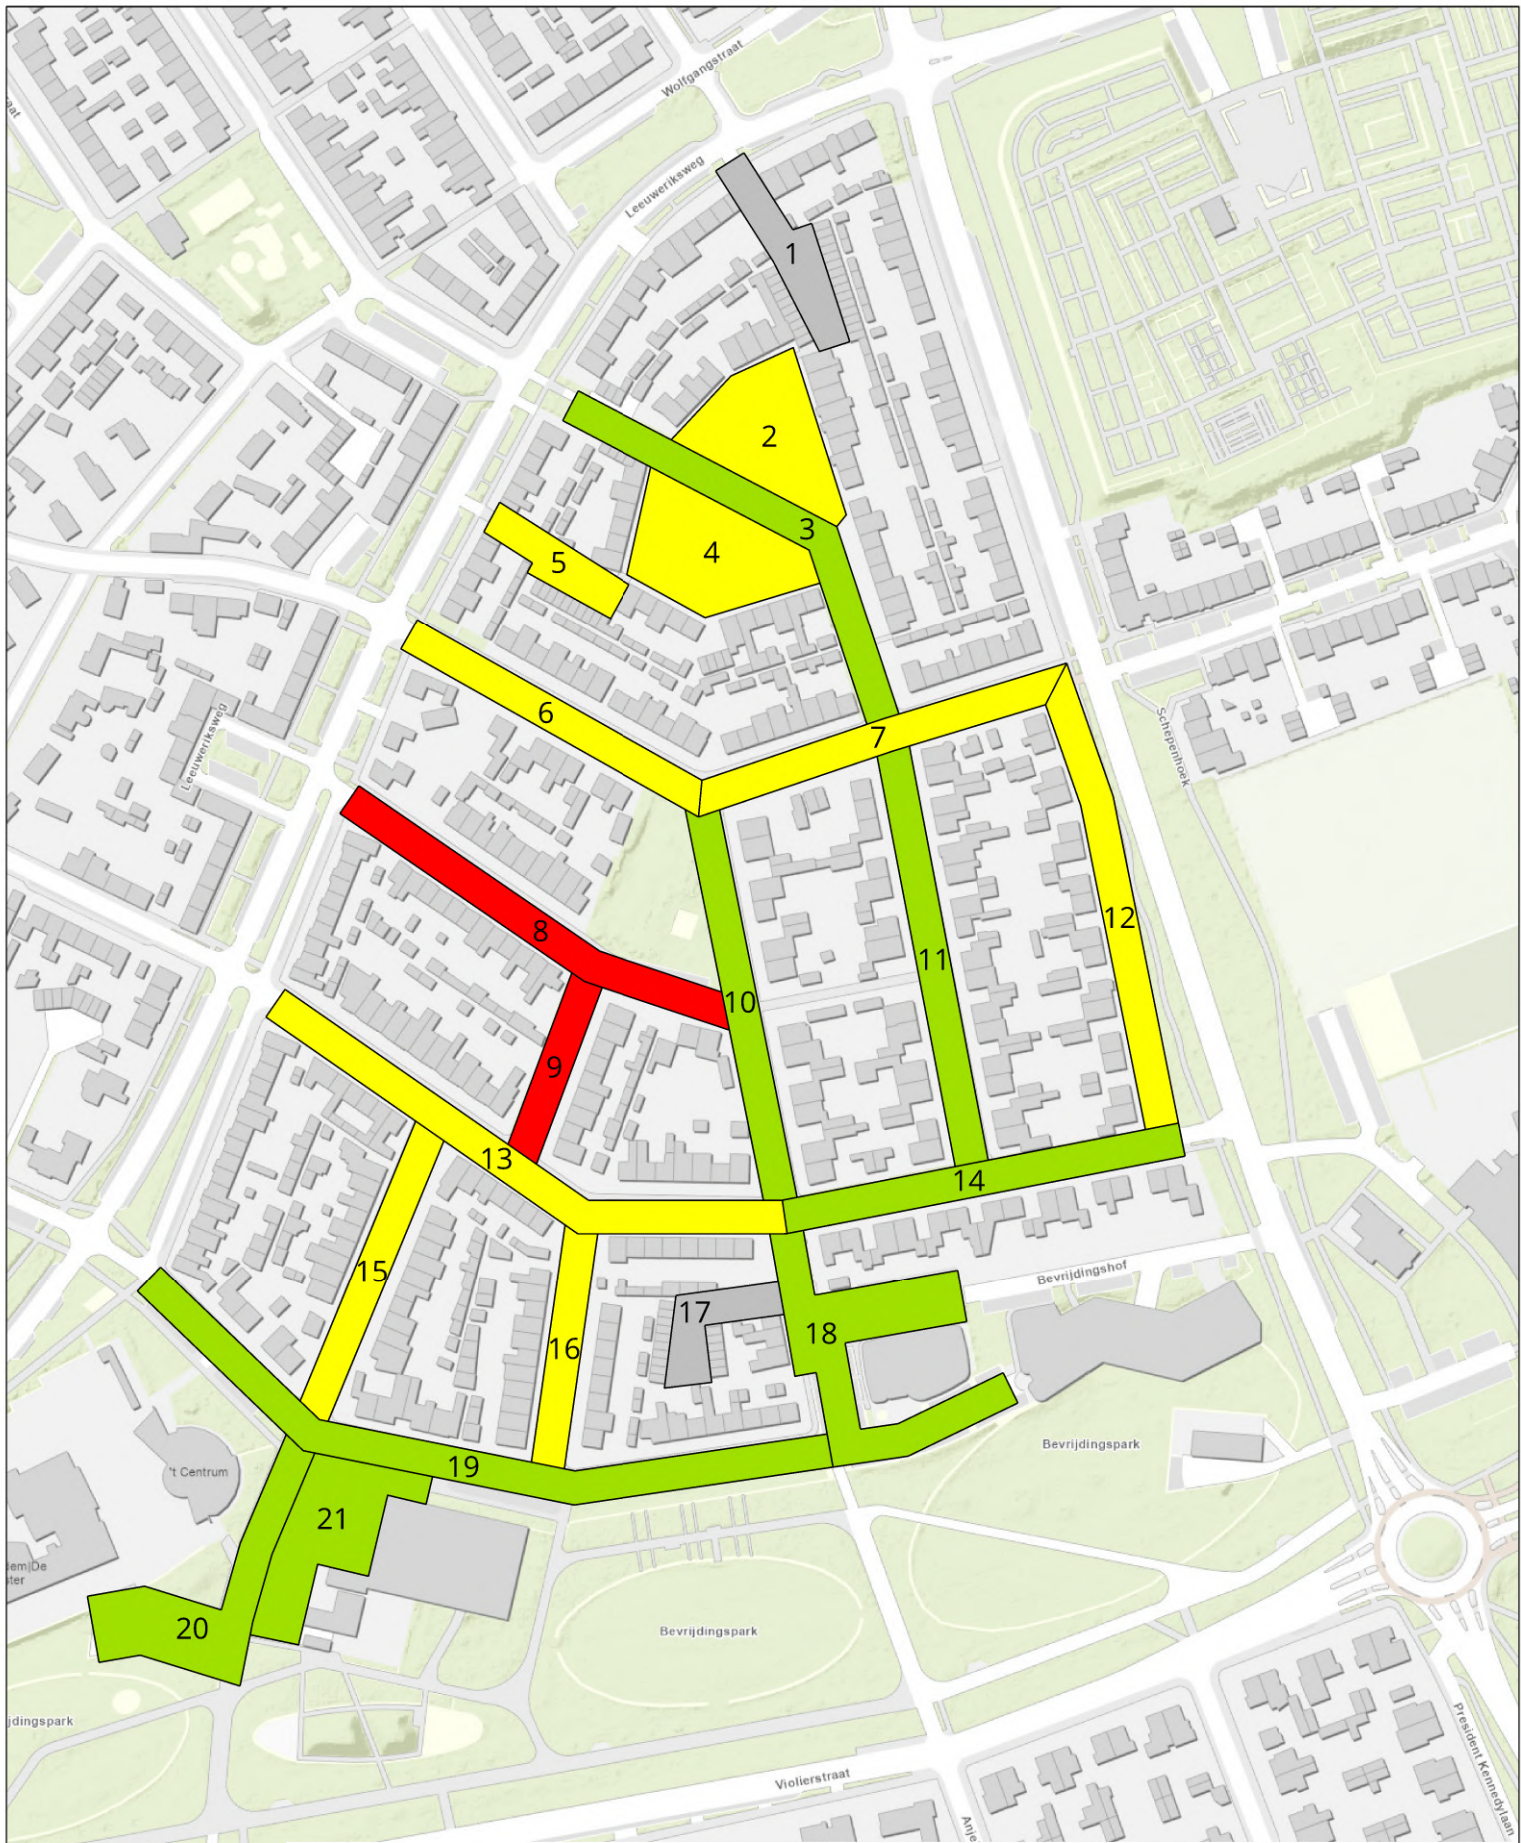 Wolfgangstraat
Leeuweriksweg
1
2
3
4
5
6
7
Leeuweriksweg
Schepenhoek
8
12
11
10
9
13
14
15
Bevrijdingshof
17
18
16
Bevrijdingspark
't Centrum
19
21
20
Bevrijdingspark
Violierstraat
President Kennedylaan